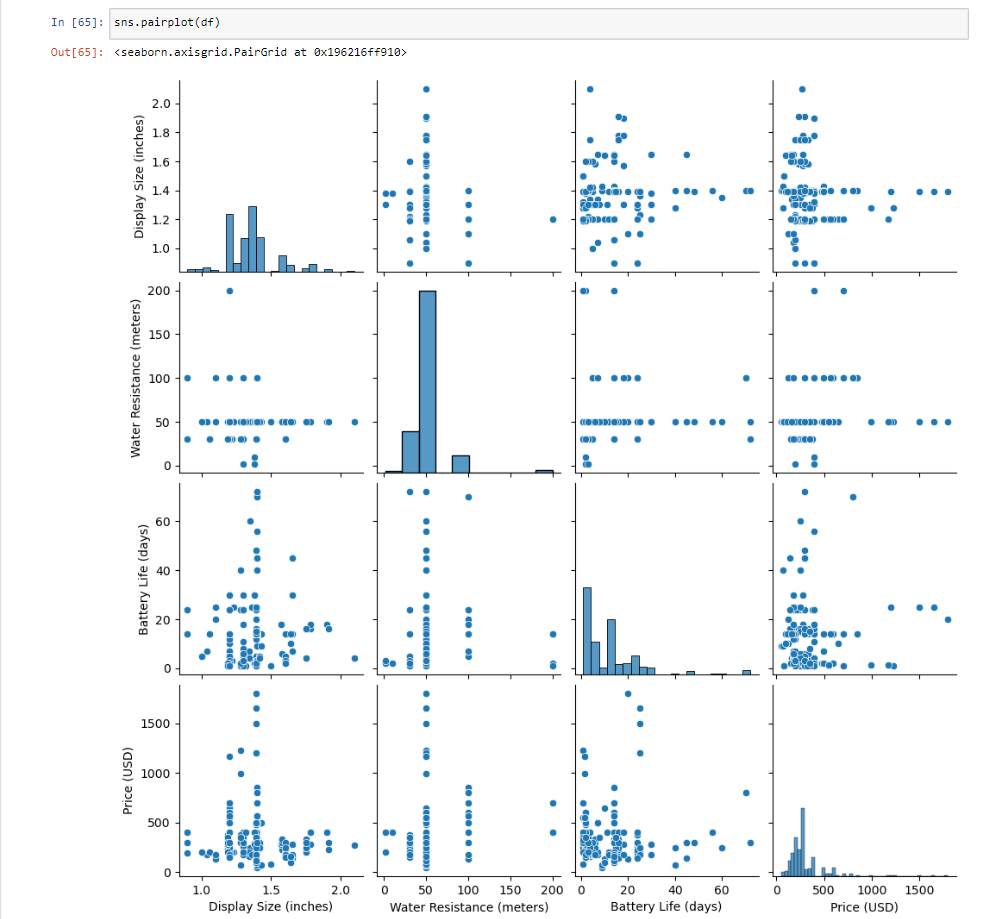 In [65]: sns.pairplot(df)
Out[65]: <seaborn.axisgrid.PairGrid at 0x196216ff910>
Display Size (inches)
2.0
1.8
1.6
1.4
1.2
1.0
Water Resistance (meters)
200
150
100
50
0
Battery Life (days)
60
40
20
0
Price (USD)
1500
1000
500
0
1.0 1.5 2.0
Display Size (inches)
0 50 100 150 200
Water Resistance (meters)
0 20 40 60
Battery Life (days)
0 500 1000 1500
Price (USD)